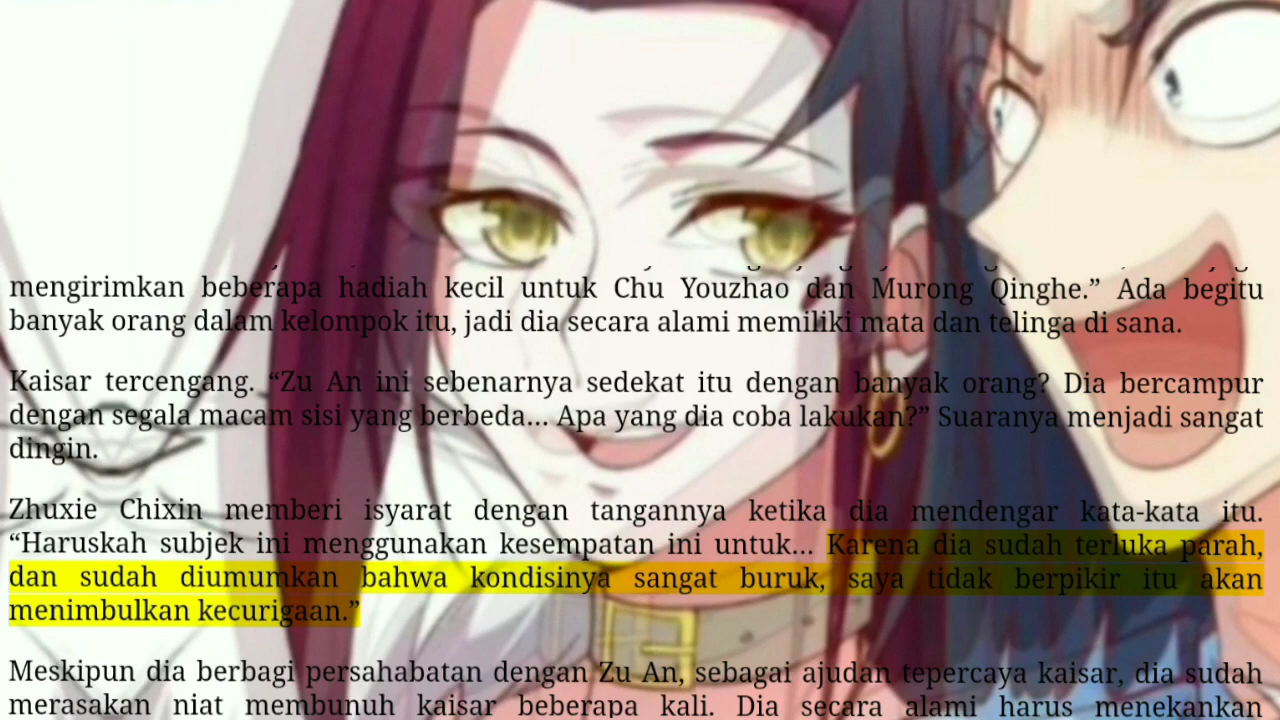 mengirimkan beberapa hadiah kecil untuk Chu Youzhao dan Murong Qinghe.” Ada begitu
banyak orang dalam kelompok itu, jadi dia secara alami memiliki mata dan telinga di sana.
Kaisar tercengang. “Zu An ini sebenarnya sedekat itu dengan banyak orang? Dia bercampur
dengan segala macam sisi yang berbeda... Apa yang dia coba lakukan?” Suaranya menjadi sangat
dingin.
Zhuxie Chixin memberi isyarat dengan tangannya ketika dia mendengar kata-kata itu.
“Haruskah subjek ini menggunakan kesempatan ini untuk... Karena dia sudah terluka parah,
dan sudah diumumkan bahwa kondisinya sangat buruk, saya tidak berpikir itu akan
menimbulkan kecurigaan.”
Meskipun dia berbagi persahabatan dengan Zu An, sebagai ajudan tepercaya kaisar, dia sudah
merasakan niat membunuh kaisar beberapa kali. Dia secara alami harus menekankan